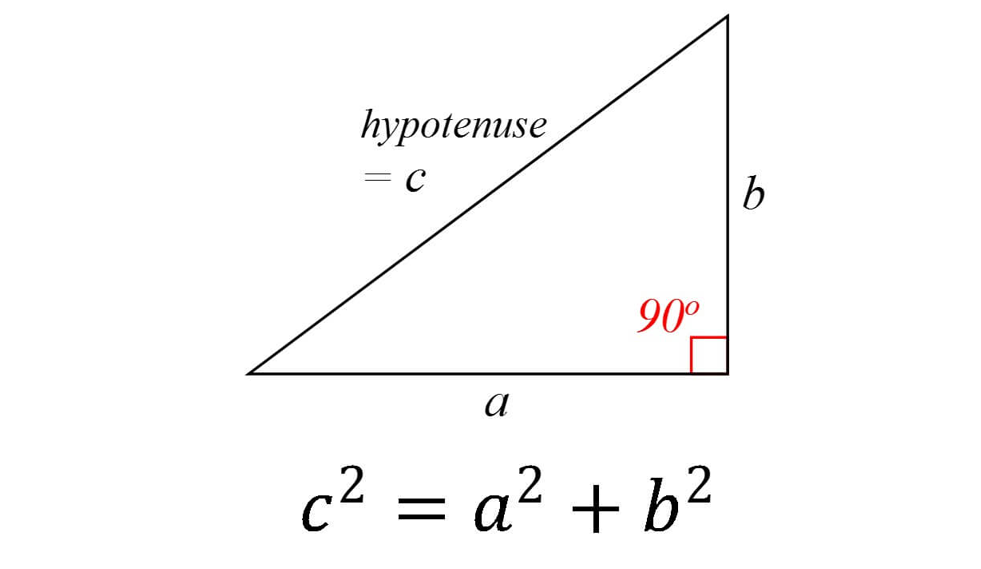 hypotenuse
= c
b
90º
a
c² = a² + b²